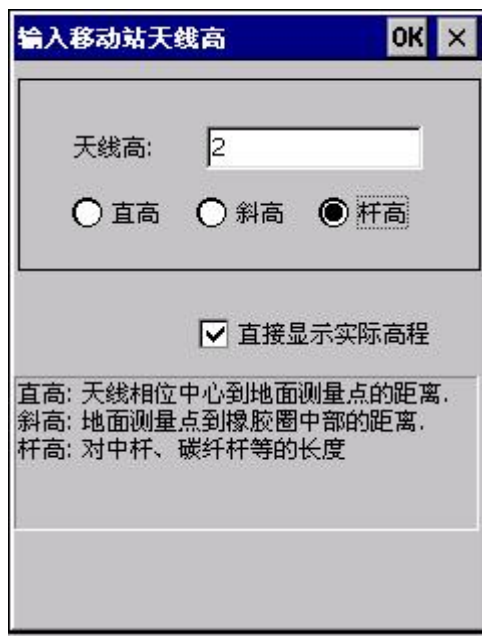 输入移动站天线高 OK ×
天线高: 2
直高 斜高 杆高
直接显示实际高程
直高: 天线相位中心到地面测量点的距离.
斜高: 地面测量点到橡胶圈中部的距离.
杆高: 对中杆、碳纤杆等的长度